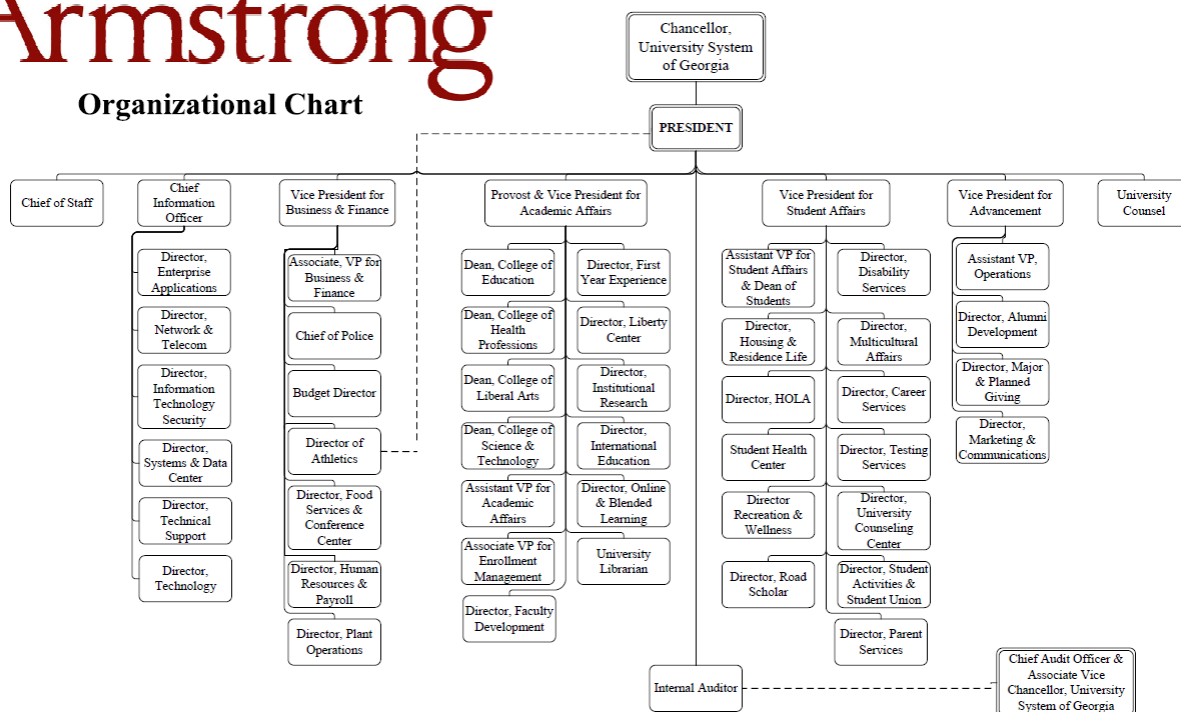 Armstrong
Organizational Chart
Chancellor,
University System
of Georgia
PRESIDENT
Chief of Staff
Chief
Information
Officer
Vice President for
Business & Finance
Provost & Vice President for
Academic Affairs
Vice President for
Student Affairs
Vice President for
Advancement
University
Counsel
Director,
Enterprise
Applications
Director,
Network &
Telecom
Director,
Information
Technology
Security
Director,
Systems & Data
Center
Director,
Technical
Support
Director,
Technology
Associate, VP for
Business &
Finance
Chief of Police
Budget Director
Director of
Athletics
Director, Food
Services &
Conference
Center
Director, Human
Resources &
Payroll
Director, Plant
Operations
Dean, College of
Education
Dean, College of
Health
Professions
Dean, College of
Liberal Arts
Dean, College of
Science &
Technology
Assistant VP for
Academic
Affairs
Associate VP for
Enrollment
Management
Director, Faculty
Development
Director, First
Year Experience
Director, Liberty
Center
Director,
Institutional
Research
Director,
International
Education
Director, Online
& Blended
Learning
University
Librarian
Assistant VP for
Student Affairs
& Dean of
Students
Director,
Housing &
Residence Life
Director, HOLA
Student Health
Center
Director
Recreation &
Wellness
Director, Road
Scholar
Director,
Disability
Services
Director,
Multicultural
Affairs
Director, Career
Services
Director, Testing
Services
Director,
University
Counseling
Center
Director, Student
Activities &
Student Union
Director, Parent
Services
Assistant VP,
Operations
Director, Alumni
Development
Director, Major
& Planned
Giving
Director,
Marketing &
Communications
Internal Auditor
Chief Audit Officer &
Associate Vice
Chancellor, University
System of Georgia